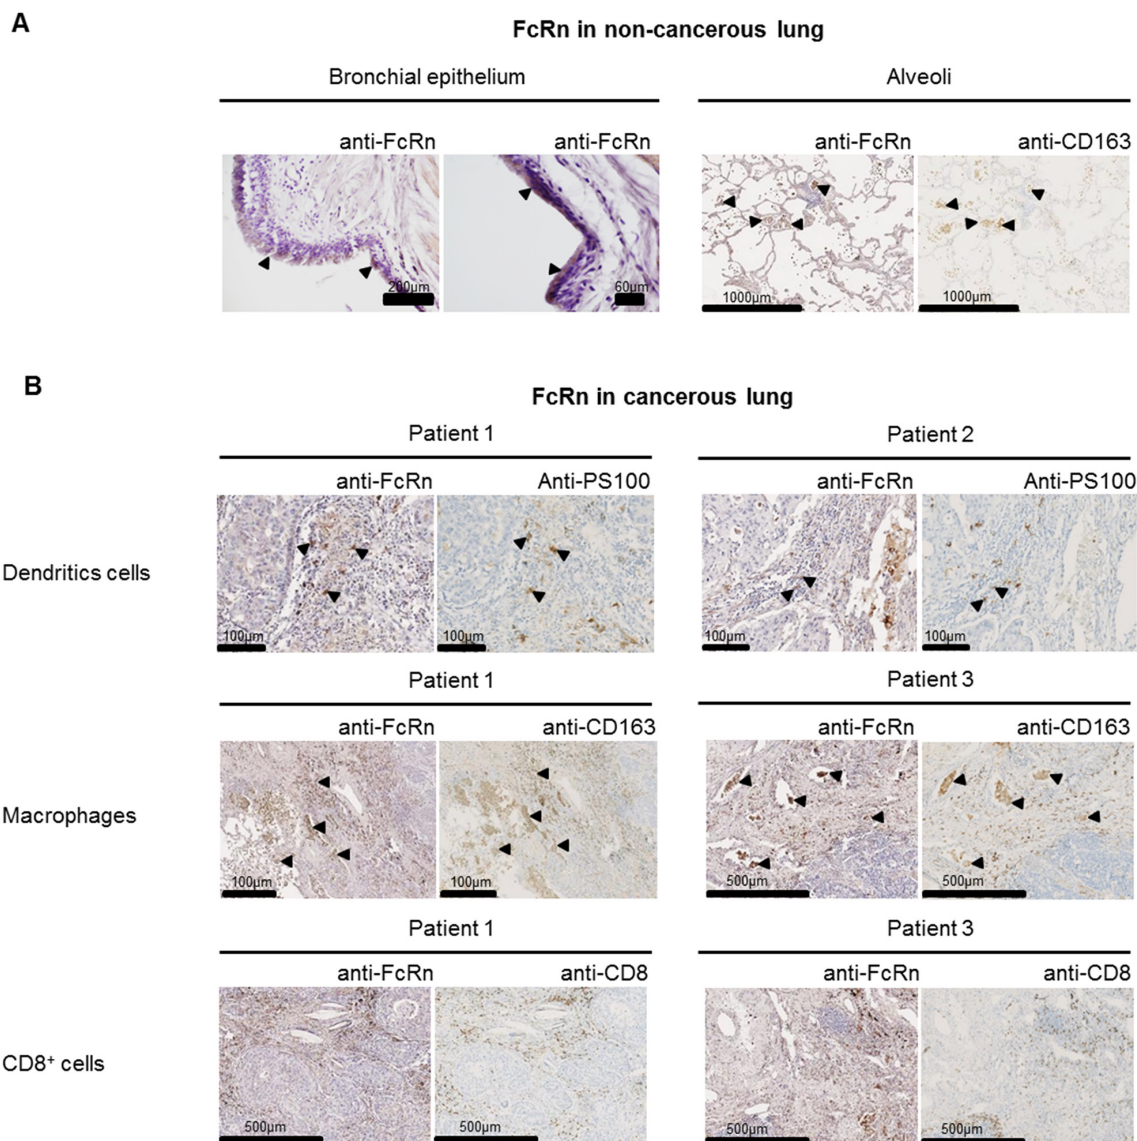 A
FcRn in non-cancerous lung
Bronchial epithelium
Alveoli
anti-FcRn
anti-FcRn
anti-FcRn
anti-CD163
200µm
60µm
1000µm
1000µm
B
FcRn in cancerous lung
Patient 1
Patient 2
anti-FcRn
Anti-PS100
anti-FcRn
Anti-PS100
Dendritics cells
100µm
100µm
100µm
100µm
Patient 1
Patient 3
anti-FcRn
anti-CD163
anti-FcRn
anti-CD163
Macrophages
100µm
100µm
500µm
500µm
Patient 1
Patient 3
anti-FcRn
anti-CD8
anti-FcRn
anti-CD8
CD8⁺ cells
500µm
500µm
500µm
500µm